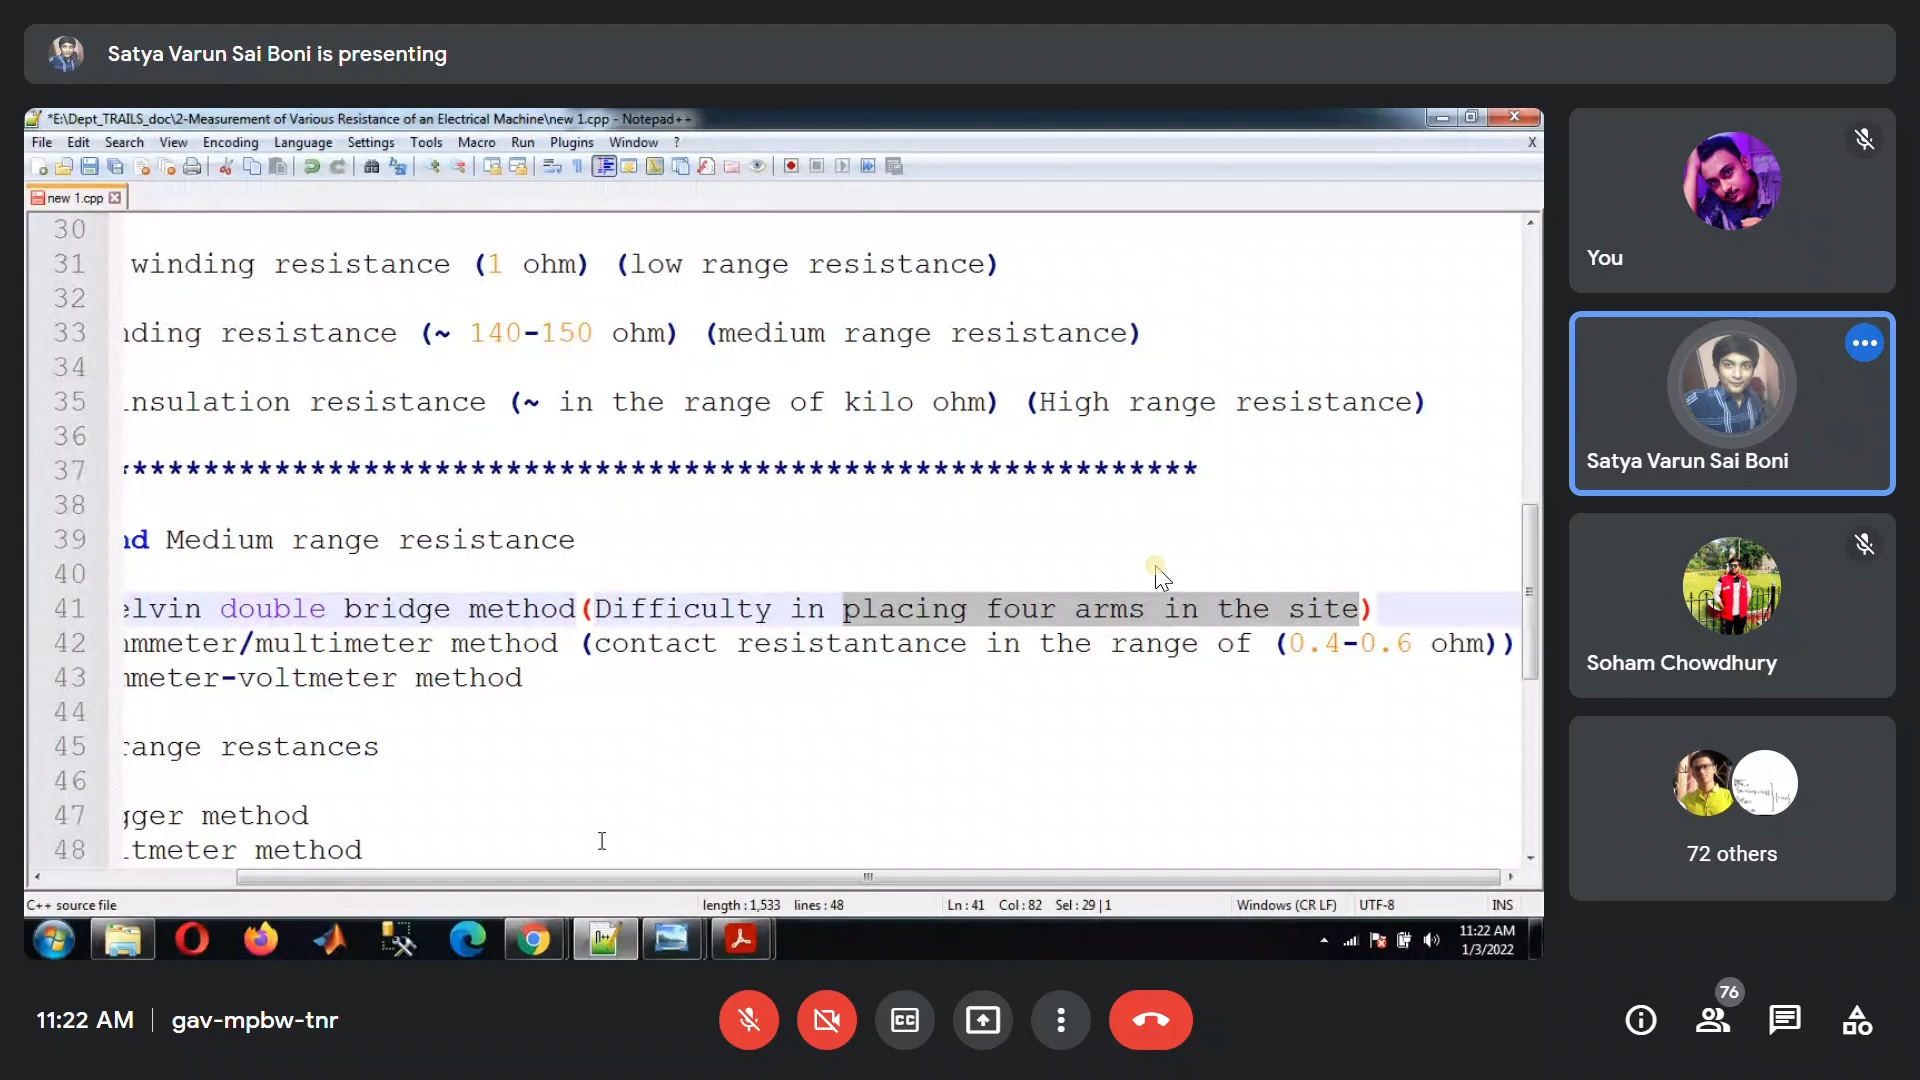 Satya Varun Sai Boni is presenting
*E:\Dept_TRAILS_doc\2-Measurement of Various Resistance of an Electrical Machine\new 1.cpp - Notepad++
File Edit Search View Encoding Language Settings Tools Macro Run Plugins Window ? X
new 1.cpp
30
31 winding resistance (1 ohm) (low range resistance)
32
33 nding resistance (~ 140-150 ohm) (medium range resistance)
34
35 insulation resistance (~ in the range of kilo ohm) (High range resistance)
36
37 ************************************************************
38
39 nd Medium range resistance
40
41 elvin double bridge method(Difficulty in placing four arms in the site)
42 hmmeter/multimeter method (contact resistantance in the range of (0.4-0.6 ohm))
43 mmeter-voltmeter method
44
45 range restances
46
47 gger method
48 ltmeter method
C++ source file length : 1,533 lines : 48 Ln : 41 Col : 82 Sel : 29 | 1 Windows (CR LF) UTF-8 INS
11:22 AM
1/3/2022
You
Satya Varun Sai Boni
Soham Chowdhury
72 others
11:22 AM | gav-mpbw-tnr
CC
76